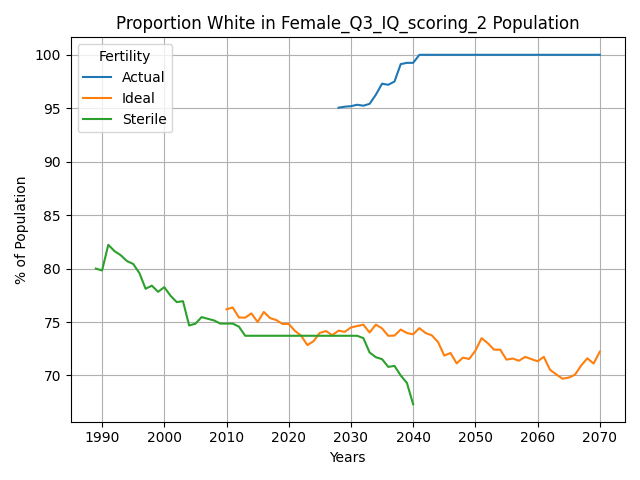 Proportion White in Female_Q3_IQ_scoring_2 Population
Fertility
Actual
Ideal
Sterile
% of Population
100
95
90
85
80
75
70
1990 2000 2010 2020 2030 2040 2050 2060 2070
Years